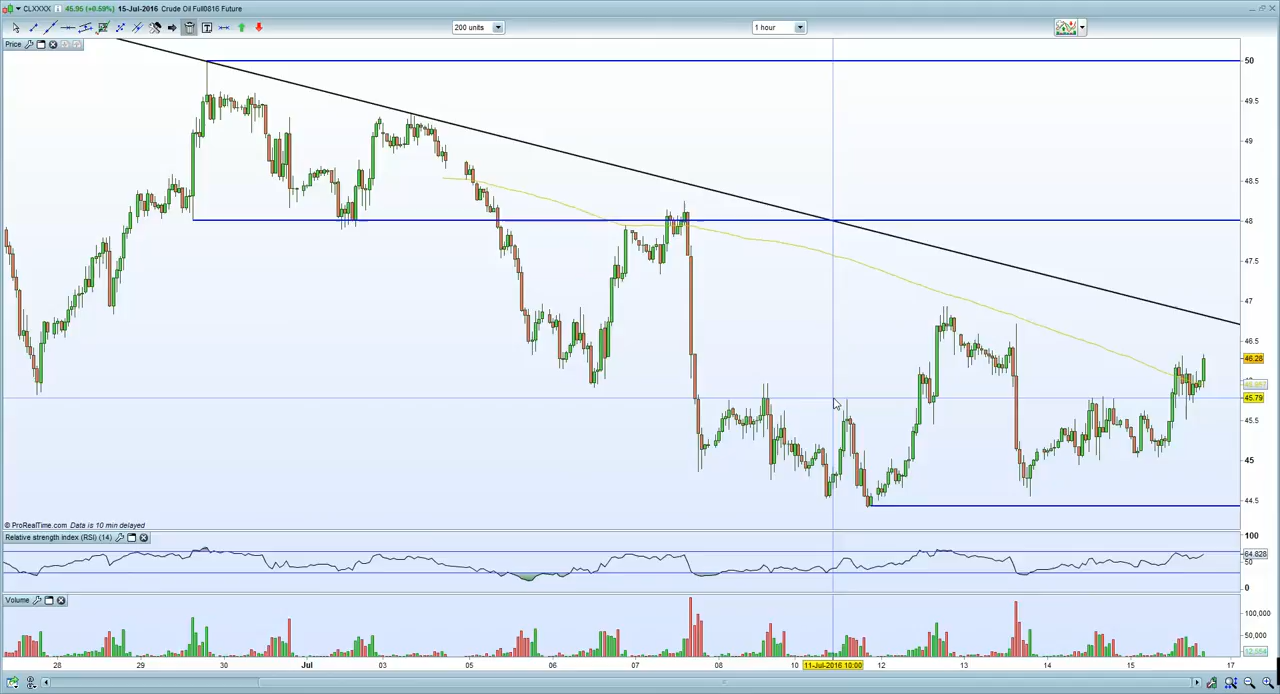 CLXXXX 45.95 (+0.59%) 15-Jul-2016 Crude Oil Full0816 Future
200 units 1 hour
Price
50
49.5
49
48.5
48
47.5
47
46.5
46.28
45.79
45.5
45
44.5
© ProRealTime.com Data is 10 min delayed
Relative strength index (RSI) (14)
100
64.828
50
0
Volume
100,000
50,000
12,554
28 29 30 Jul 03 05 06 07 08 10 11-Jul-2016 10:00 12 13 14 15 17